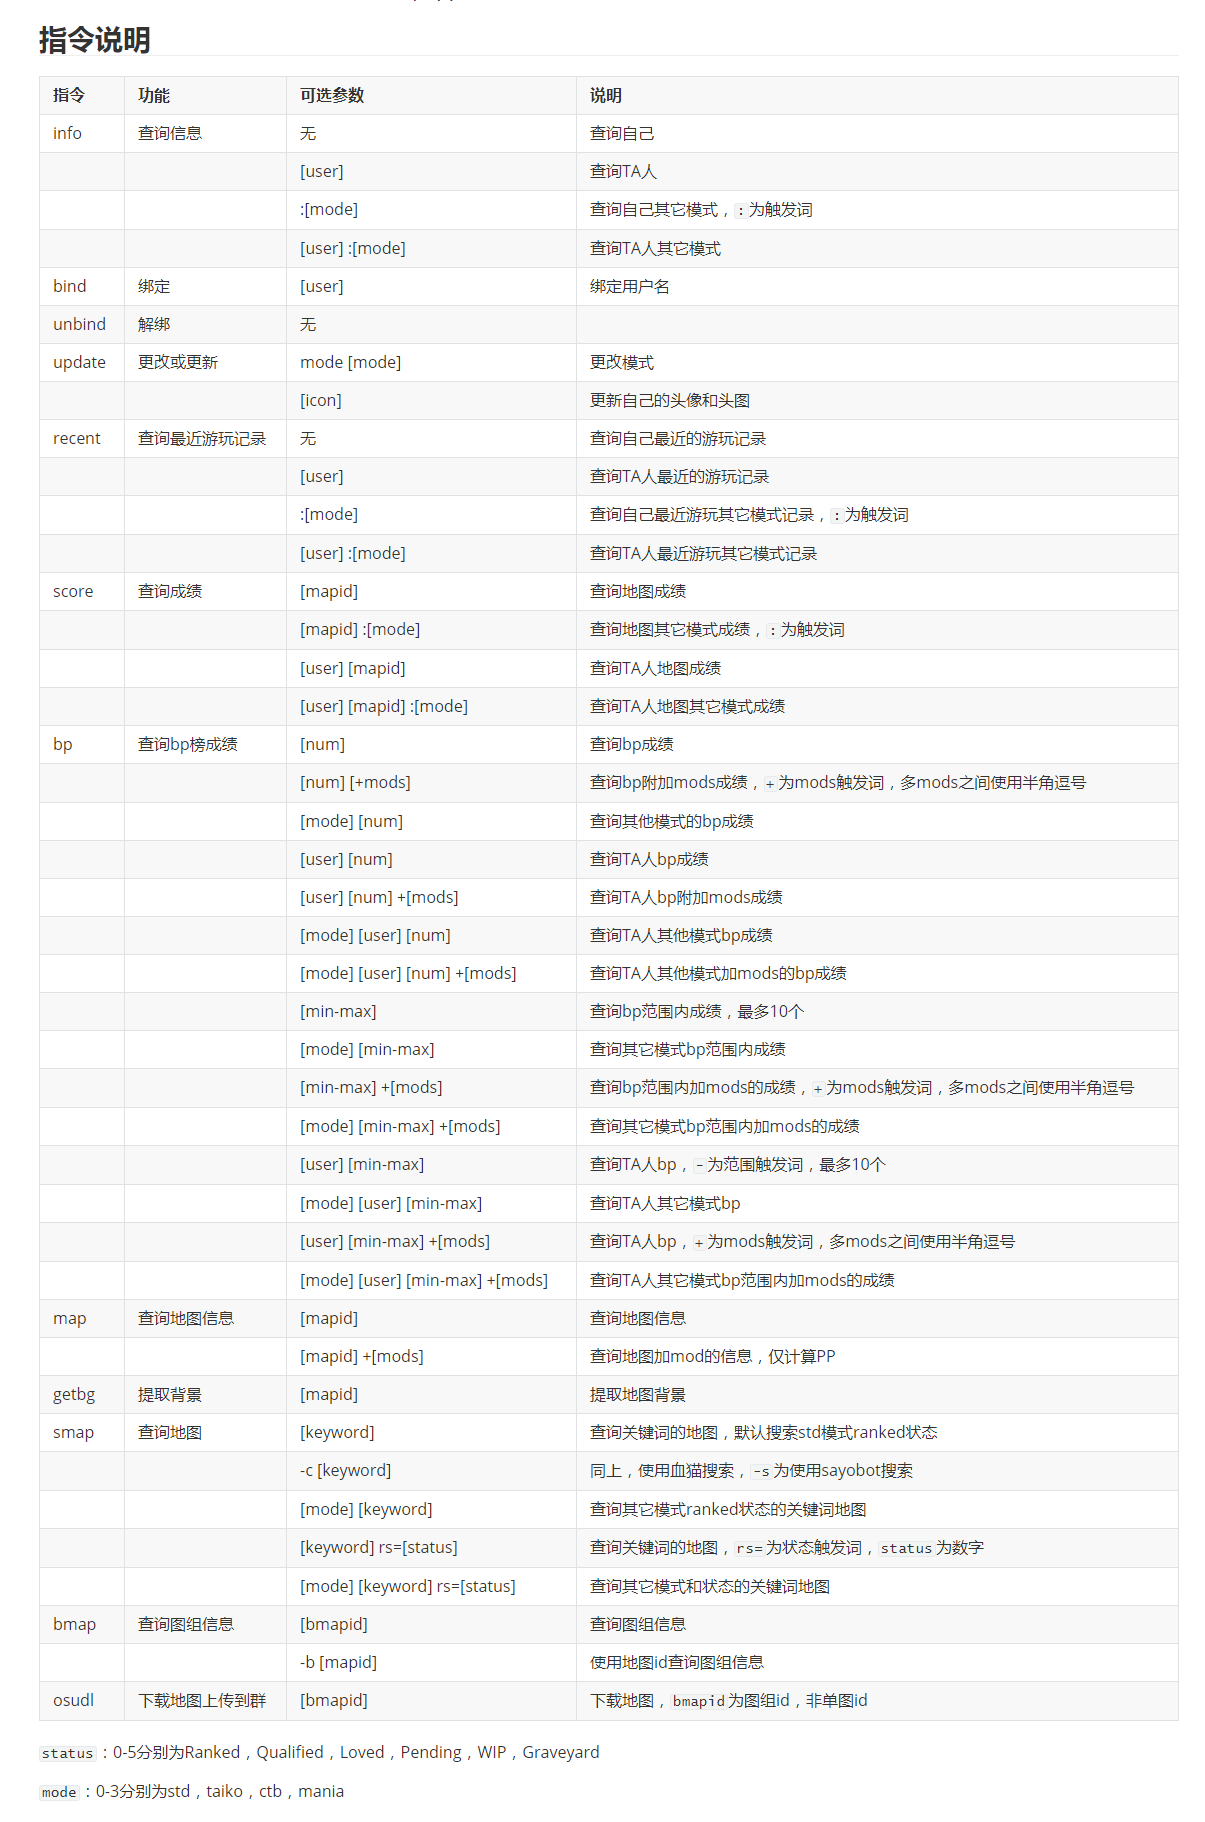 指令说明
指令 功能 可选参数 说明
info 查询信息 无 查询自己
[user] 查询TA人
:[mode] 查询自己其它模式，:为触发词
[user] :[mode] 查询TA人其它模式
bind 绑定 [user] 绑定用户名
unbind 解绑 无
update 更改或更新 mode [mode] 更改模式
[icon] 更新自己的头像和头图
recent 查询最近游玩记录 无 查询自己最近的游玩记录
[user] 查询TA人最近的游玩记录
:[mode] 查询自己最近游玩其它模式记录，:为触发词
[user] :[mode] 查询TA人最近游玩其它模式记录
score 查询成绩 [mapid] 查询地图成绩
[mapid] :[mode] 查询地图其它模式成绩，:为触发词
[user] [mapid] 查询TA人地图成绩
[user] [mapid] :[mode] 查询TA人地图其它模式成绩
bp 查询bp榜成绩 [num] 查询bp成绩
[num] [+mods] 查询bp附加mods成绩，+为mods触发词，多mods之间使用半角逗号
[mode] [num] 查询其他模式的bp成绩
[user] [num] 查询TA人bp成绩
[user] [num] +[mods] 查询TA人bp附加mods成绩
[mode] [user] [num] 查询TA人其他模式bp成绩
[mode] [user] [num] +[mods] 查询TA人其他模式加mods的bp成绩
[min-max] 查询bp范围内成绩，最多10个
[mode] [min-max] 查询其它模式bp范围内成绩
[min-max] +[mods] 查询bp范围内加mods的成绩，+为mods触发词，多mods之间使用半角逗号
[mode] [min-max] +[mods] 查询其它模式bp范围内加mods的成绩
[user] [min-max] 查询TA人bp，-为范围触发词，最多10个
[mode] [user] [min-max] 查询TA人其它模式bp
[user] [min-max] +[mods] 查询TA人bp，+为mods触发词，多mods之间使用半角逗号
[mode] [user] [min-max] +[mods] 查询TA人其它模式bp范围内加mods的成绩
map 查询地图信息 [mapid] 查询地图信息
[mapid] +[mods] 查询地图加mod的信息，仅计算PP
getbg 提取背景 [mapid] 提取地图背景
smap 查询地图 [keyword] 查询关键词的地图，默认搜索std模式ranked状态
-c [keyword] 同上，使用血猫搜索，-s为使用sayobot搜索
[mode] [keyword] 查询其它模式ranked状态的关键词地图
[keyword] rs=[status] 查询关键词的地图，rs=为状态触发词，status为数字
[mode] [keyword] rs=[status] 查询其它模式和状态的关键词地图
bmap 查询图组信息 [bmapid] 查询图组信息
-b [mapid] 使用地图id查询图组信息
osudl 下载地图上传到群 [bmapid] 下载地图，bmapid为图组id，非单图id
status：0-5分别为Ranked，Qualified，Loved，Pending，WIP，Graveyard
mode：0-3分别为std，taiko，ctb，mania